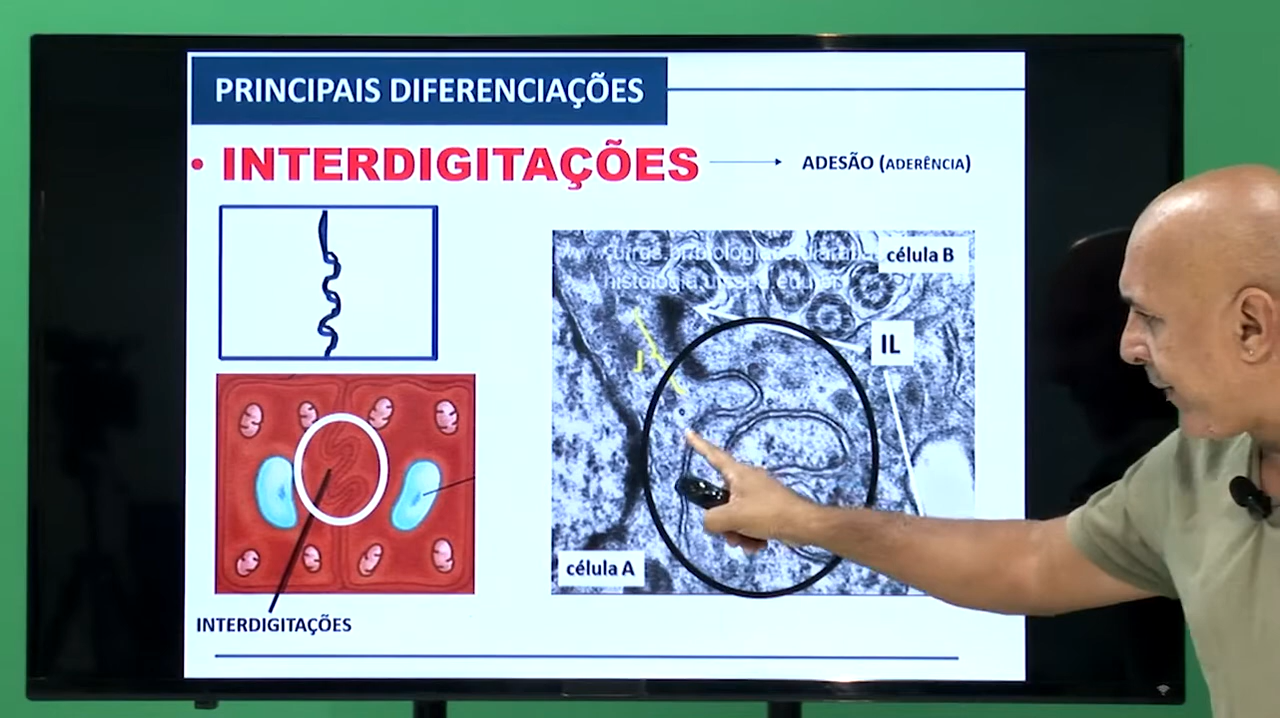 PRINCIPAIS DIFERENCIAÇÕES
• INTERDIGITAÇÕES
ADESÃO (ADERÊNCIA)
célula B
IL
J
célula A
INTERDIGITAÇÕES